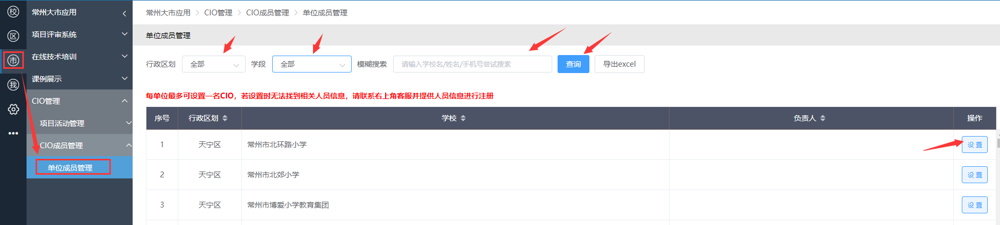 校
区
市
我
常州大市应用
项目评审系统
在线技术培训
课例展示
CIO管理
项目活动管理
CIO成员管理
单位成员管理
常州大市应用 > CIO管理 > CIO成员管理 > 单位成员管理
单位成员管理
行政区划 全部 学段 全部 模糊搜索 请输入学校名/姓名/手机号尝试搜索 查询 导出excel
每单位最多可设置一名CIO，若设置时无法找到相关人员信息，请联系右上角客服并提供人员信息进行注册
序号 行政区划 学校 负责人 操作
1 天宁区 常州市北环路小学 设置
2 天宁区 常州市北郊小学 设置
3 天宁区 常州市博爱小学教育集团 设置